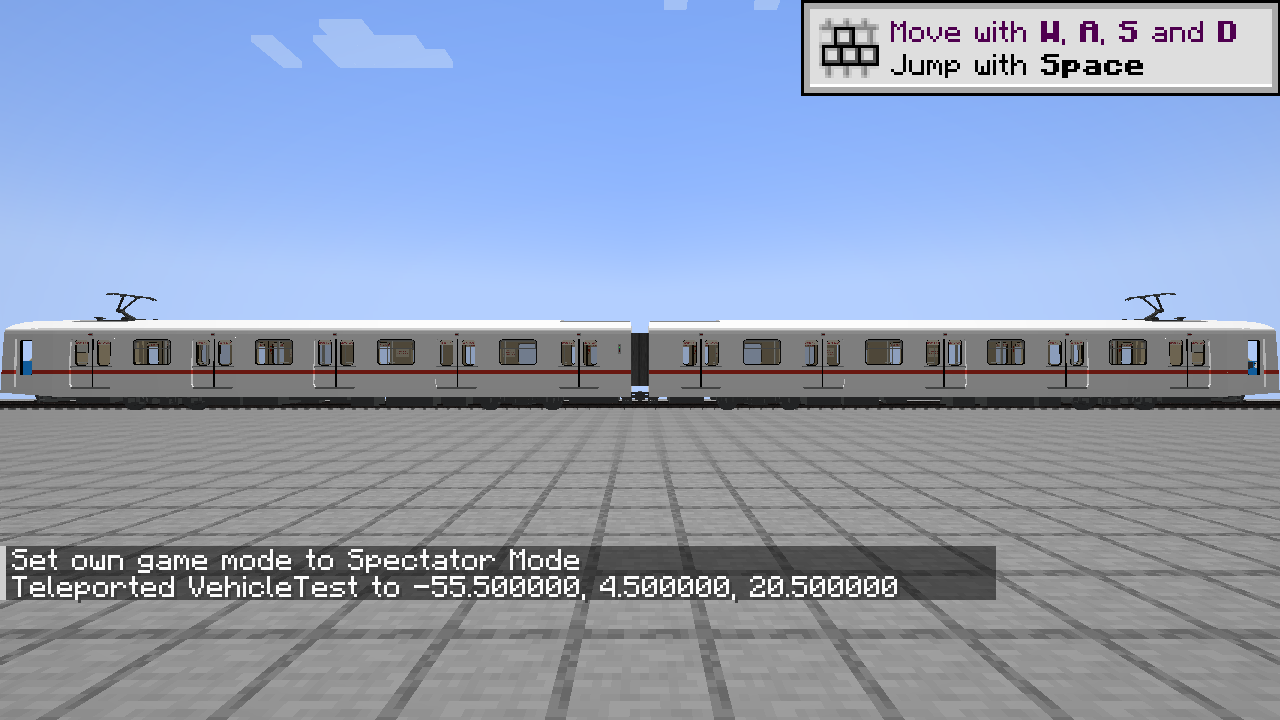 Move with W, A, S and D
Jump with Space
Set own game mode to Spectator Mode
Teleported VehicleTest to -55.500000, 4.500000, 20.500000